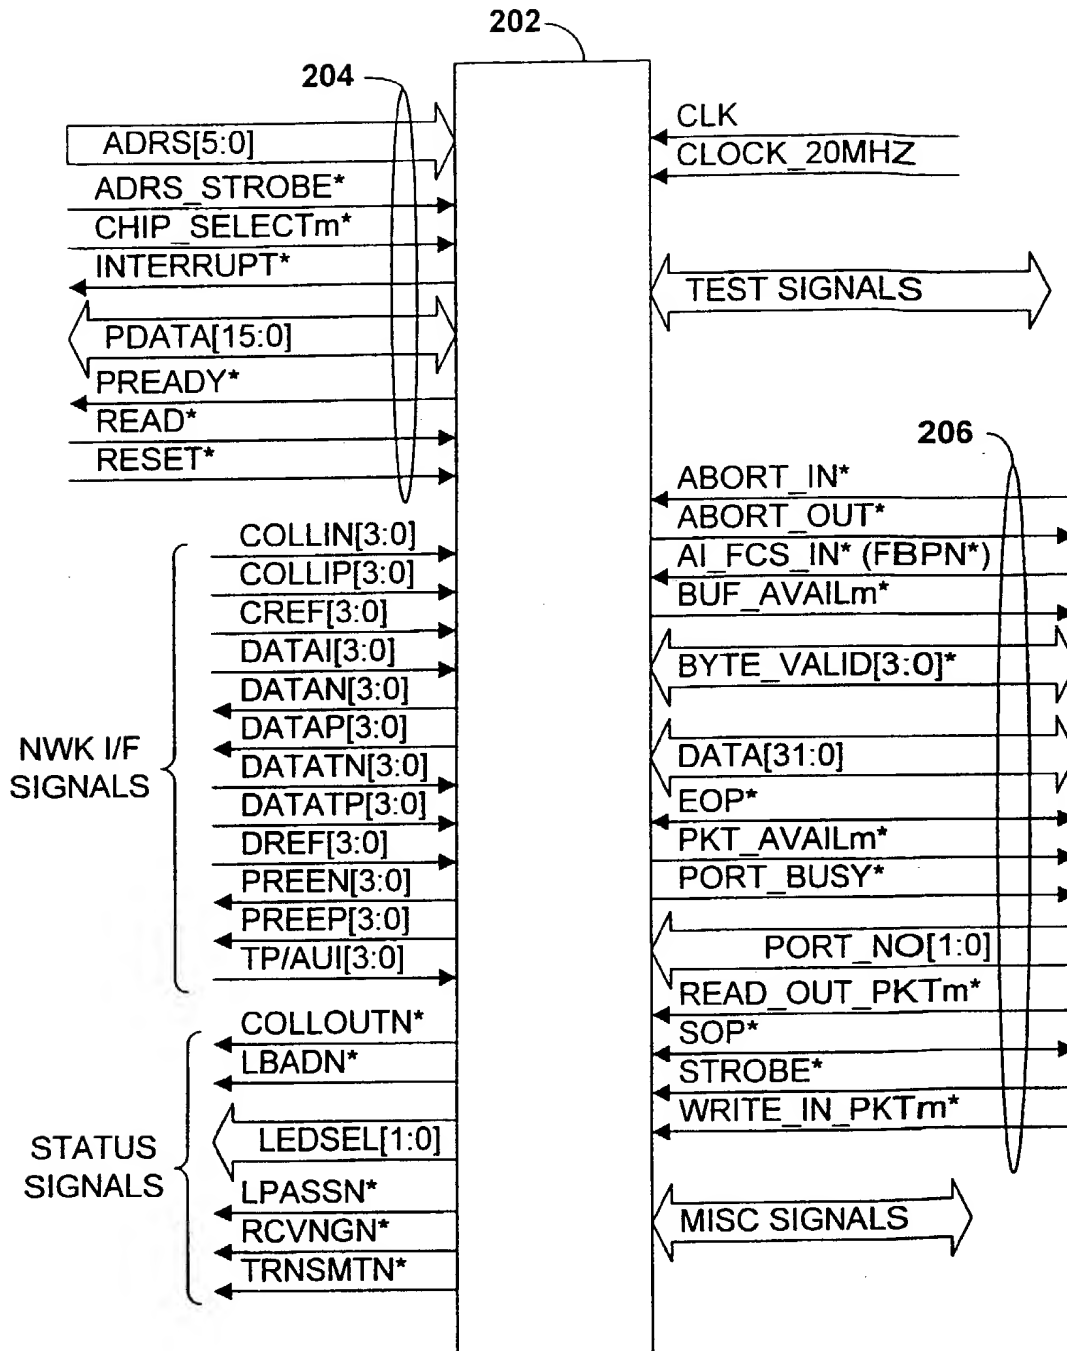 202
204
ADRS[5:0]
ADRS_STROBE*
CHIP_SELECTm*
INTERRUPT*
PDATA[15:0]
PREADY*
READ*
RESET*
COLLIN[3:0]
COLLIP[3:0]
CREF[3:0]
DATAI[3:0]
DATAN[3:0]
DATAP[3:0]
DATATN[3:0]
DATATP[3:0]
DREF[3:0]
PREEN[3:0]
PREEP[3:0]
TP/AUI[3:0]
NWK I/F
SIGNALS
COLLOUTN*
LBADN*
LEDSEL[1:0]
LPASSN*
RCVNGN*
TRNSMTN*
STATUS
SIGNALS
CLK
CLOCK_20MHZ
TEST SIGNALS
206
ABORT_IN*
ABORT_OUT*
AI_FCS_IN* (FBPN*)
BUF_AVAILm*
BYTE_VALID[3:0]*
DATA[31:0]
EOP*
PKT_AVAILm*
PORT_BUSY*
PORT_NO[1:0]
READ_OUT_PKTm*
SOP*
STROBE*
WRITE_IN_PKTm*
MISC SIGNALS